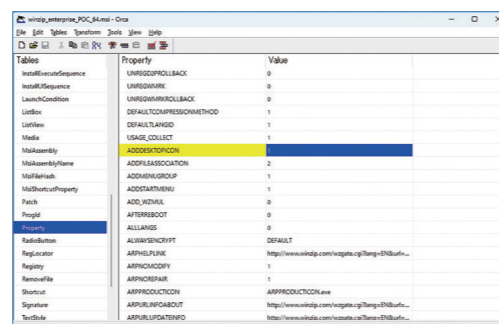 winzip_enterprise_POC_64.msi - Orca
File Edit Tables Transform Tools View Help
Tables Property Value
InstallExecuteSequence UNREGD3PROLLBACK 0
InstallUISequence UNREGWMRK 0
LaunchCondition UNREGWMRKROLLBACK 0
ListBox DEFAULTCOMPRESSIONMETHOD 1
ListView DEFAULTLANGID 1
Media USAGE_COLLECT 1
MsiAssembly ADDDESKTOPICON 1
MsiAssemblyName ADDFILEASSOCIATION 2
MsiFileHash ADDMENUGROUP 1
MsiShortcutProperty ADDSTARTMENU 1
Patch ADD_WZMUL 0
ProgId AFTERREBOOT 0
Property ALLLANGS 0
RadioButton ALWAYSENCRYPT DEFAULT
RegLocator ARPHELPLINK http://www.winzip.com/wzgate.cgi?lang=EN&url=...
Registry ARPNOMODIFY 1
RemoveFile ARPNOREPAIR 1
Shortcut ARPPRODUCTICON ARPPRODUCTICON.exe
Signature ARPURLINFOABOUT http://www.winzip.com/wzgate.cgi?lang=EN&url=...
TextStyle ARPURLUPDATEINFO http://www.winzip.com/wzgate.cgi?lang=EN&url=...